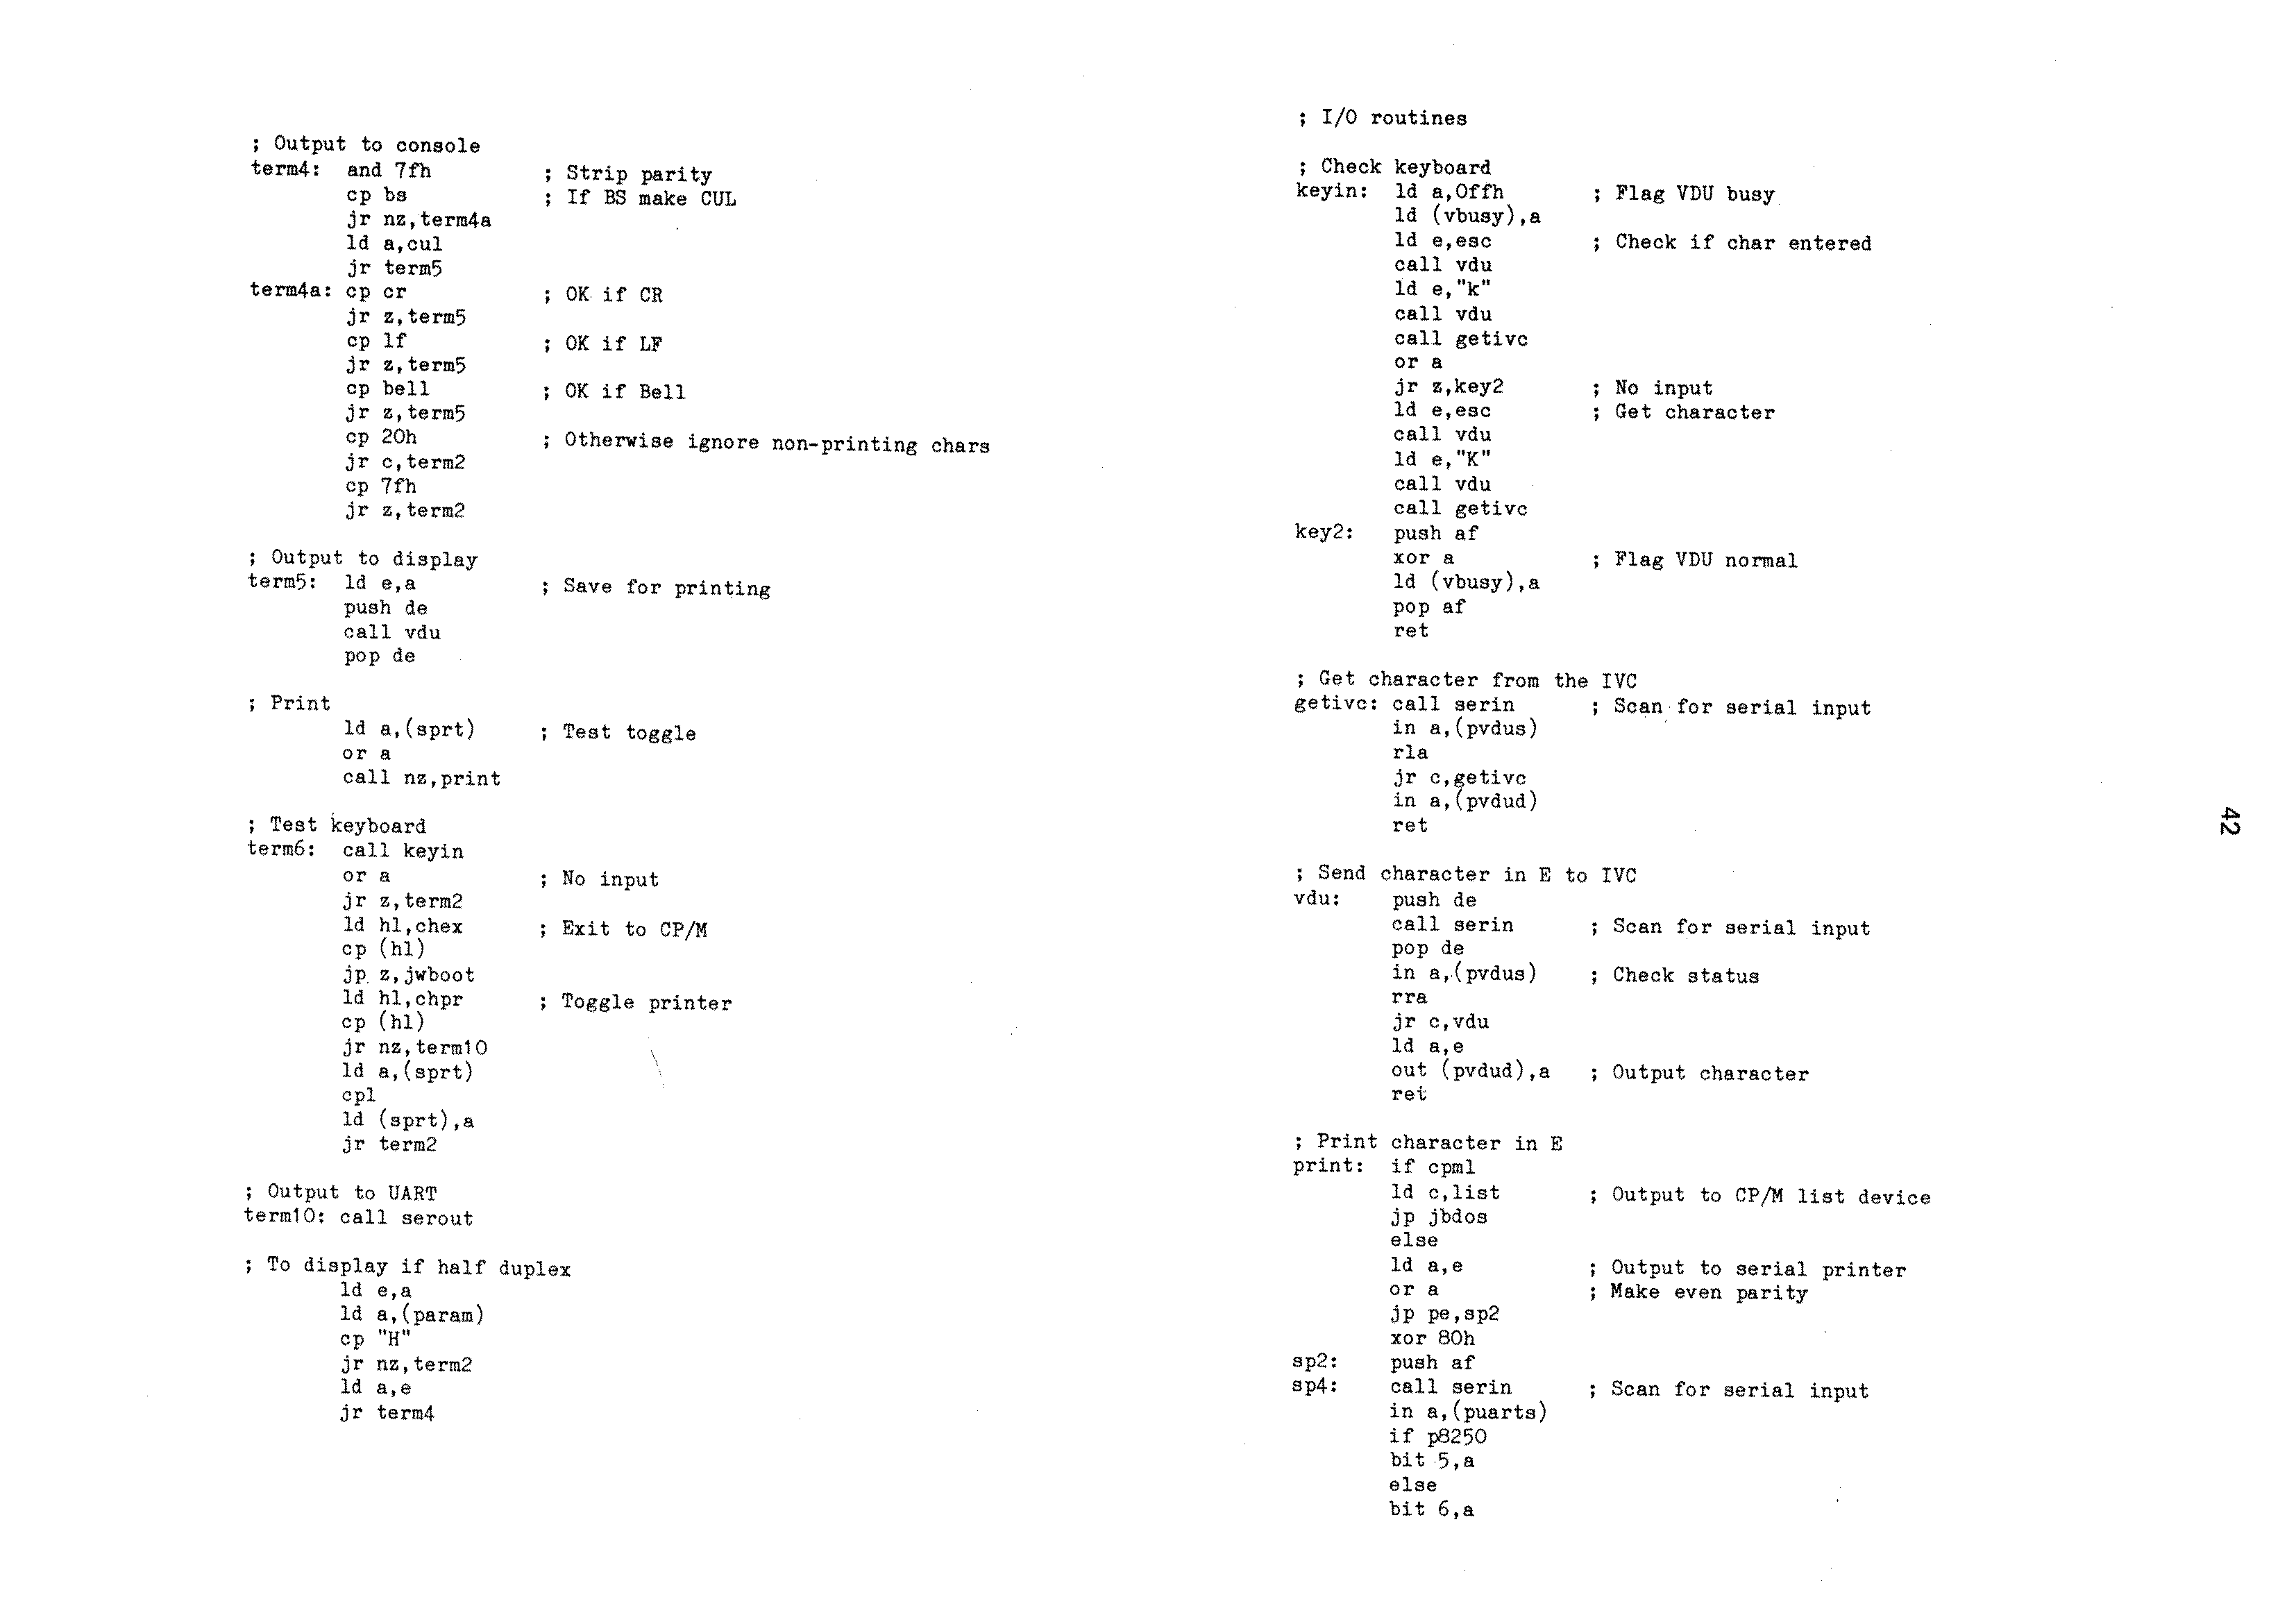 ; Output to console
term4:  and 7fh         ; Strip parity
        cp bs           ; If BS make CUL
        jr nz,term4a
        ld a,cul
        jr term5
term4a: cp cr           ; OK if CR
        jr z,term5
        cp lf           ; OK if LF
        jr z,term5
        cp bell         ; OK if Bell
        jr z,term5
        cp 20h          ; Otherwise ignore non-printing chars
        jr c,term2
        cp 7fh
        jr z,term2
; Output to display
term5:  ld e,a          ; Save for printing
        push de
        call vdu
        pop de
; Print
        ld a,(sprt)     ; Test toggle
        or a
        call nz,print
; Test keyboard
term6:  call keyin
        or a            ; No input
        jr z,term2
        ld hl,chex      ; Exit to CP/M
        cp (hl)
        jp z,jwboot
        ld hl,chpr      ; Toggle printer
        cp (hl)
        jr nz,term10
        ld a,(sprt)
        cpl
        ld (sprt),a
        jr term2
; Output to UART
term10: call serout
; To display if half duplex
        ld e,a
        ld a,(param)
        cp "H"
        jr nz,term2
        ld a,e
        jr term4
; I/O routines
; Check keyboard
keyin:  ld a,0ffh       ; Flag VDU busy
        ld (vbusy),a
        ld e,esc        ; Check if char entered
        call vdu
        ld e,"k"
        call vdu
        call getivc
        or a
        jr z,key2       ; No input
        ld e,esc        ; Get character
        call vdu
        ld e,"K"
        call vdu
        call getivc
key2:   push af
        xor a           ; Flag VDU normal
        ld (vbusy),a
        pop af
        ret
; Get character from the IVC
getivc: call serin      ; Scan for serial input
        in a,(pvdus)
        rla
        jr c,getivc
        in a,(pvdud)
        ret
; Send character in E to IVC
vdu:    push de
        call serin      ; Scan for serial input
        pop de
        in a,(pvdus)    ; Check status
        rra
        jr c,vdu
        ld a,e
        out (pvdud),a   ; Output character
        ret
; Print character in E
print:  if cpml
        ld c,list       ; Output to CP/M list device
        jp jbdos
        else
        ld a,e          ; Output to serial printer
        or a            ; Make even parity
        jp pe,sp2
        xor 80h
sp2:    push af
sp4:    call serin      ; Scan for serial input
        in a,(puarts)
        if p8250
        bit 5,a
        else
        bit 6,a
42